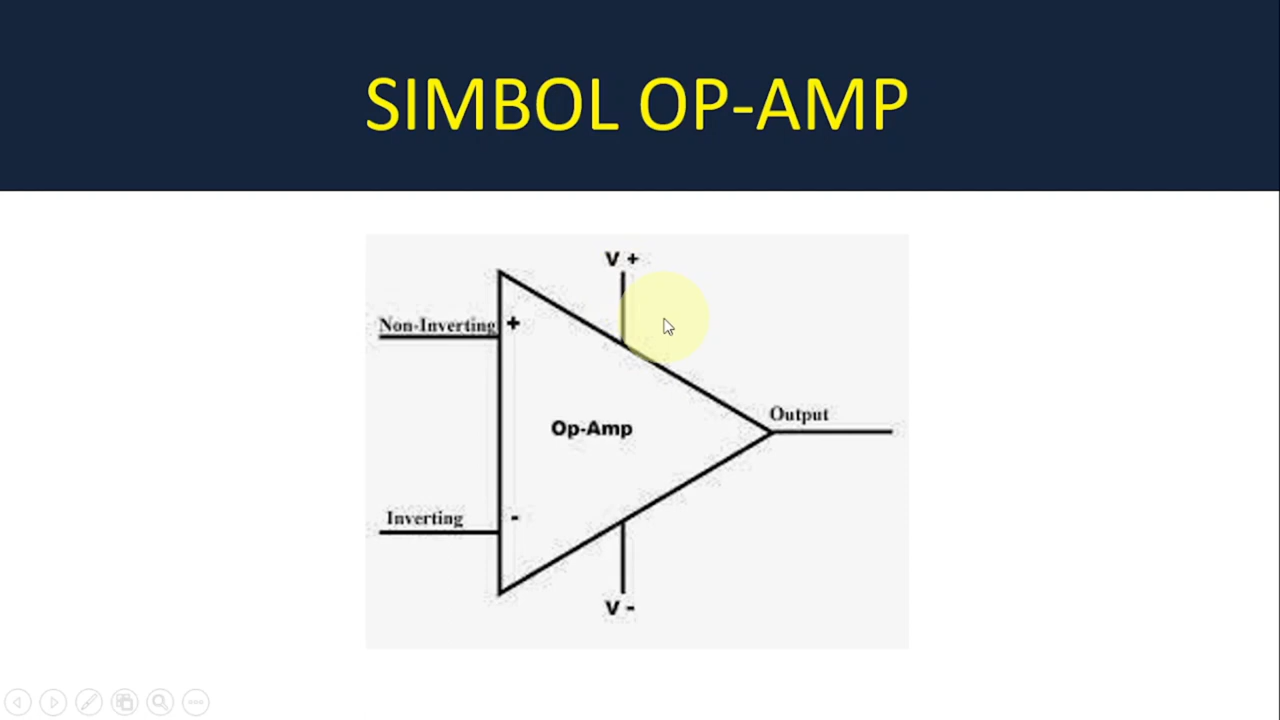 SIMBOL OP-AMP
V +
Non-Inverting
+
Output
Op-Amp
Inverting
-
V -